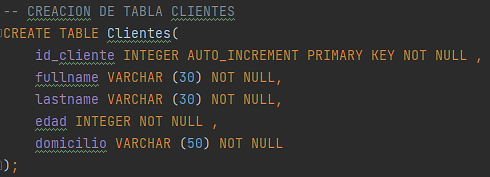 -- CREACION DE TABLA CLIENTES
CREATE TABLE Clientes(
id_cliente INTEGER AUTO_INCREMENT PRIMARY KEY NOT NULL ,
fullname VARCHAR (30) NOT NULL,
lastname VARCHAR (30) NOT NULL,
edad INTEGER NOT NULL ,
domicilio VARCHAR (50) NOT NULL
);